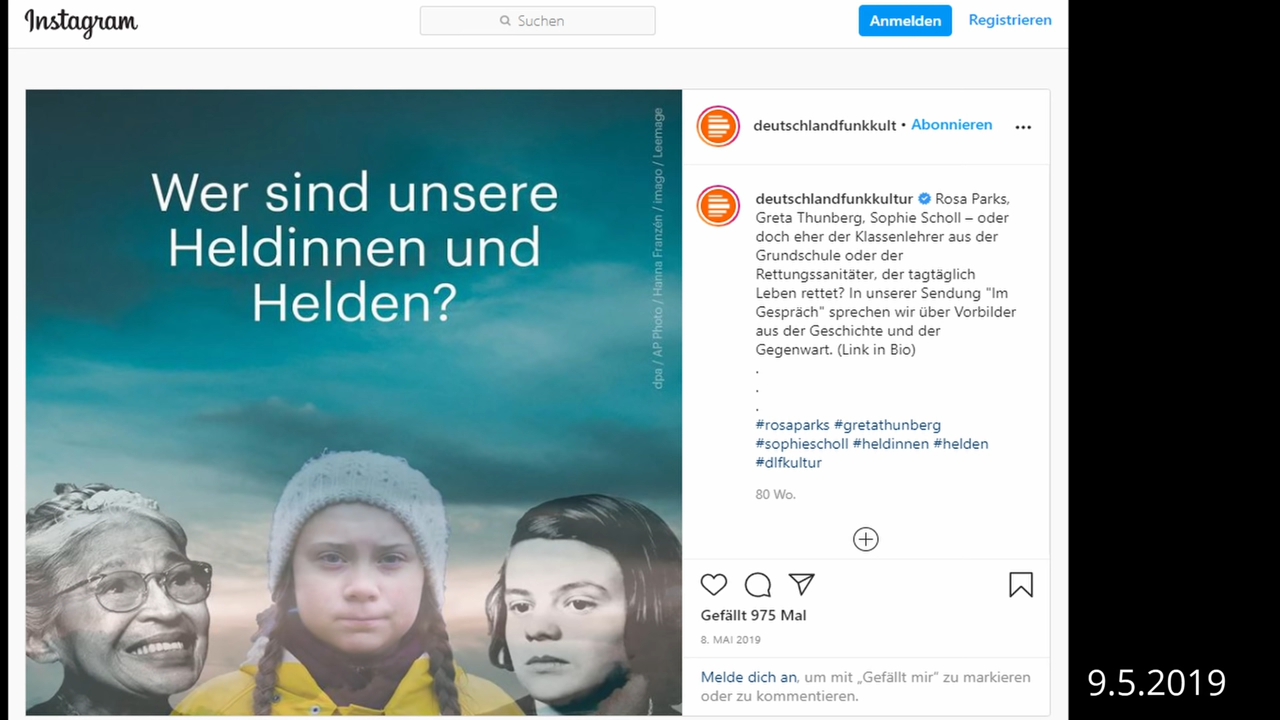 Instagram
Suchen
Anmelden
Registrieren
Wer sind unsere
Heldinnen und
Helden?
dpa / AP Photo / Hanna Franzén / imago / Leemage
deutschlandfunkkult • Abonnieren
deutschlandfunkkultur Rosa Parks,
Greta Thunberg, Sophie Scholl – oder
doch eher der Klassenlehrer aus der
Grundschule oder der
Rettungssanitäter, der tagtäglich
Leben rettet? In unserer Sendung "Im
Gespräch" sprechen wir über Vorbilder
aus der Geschichte und der
Gegenwart. (Link in Bio)
.
.
.
#rosaparks #gretathunberg
#sophiescholl #heldinnen #helden
#dlfkultur
80 Wo.
Gefällt 975 Mal
8. MAI 2019
Melde dich an, um mit „Gefällt mir“ zu markieren
oder zu kommentieren.
9.5.2019